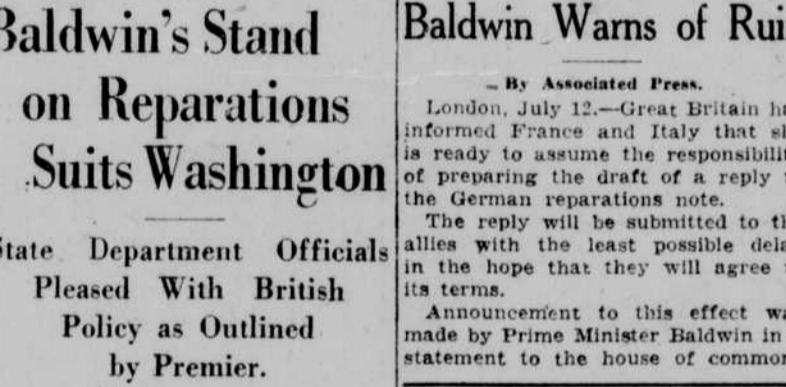 Baldwin's Stand
on Reparations
Suits Washington
State Department Officials
Pleased With British
Policy as Outlined
by Premier.
Baldwin Warns of Rui
By Associated Press.
London, July 12.—Great Britain ha
informed France and Italy that sh
is ready to assume the responsibilit
of preparing the draft of a reply
the German reparations note.
The reply will be submitted to th
allies with the least possible dela
in the hope that they will agree
its terms.
Announcement to this effect wa
made by Prime Minister Baldwin in
statement to the house of common